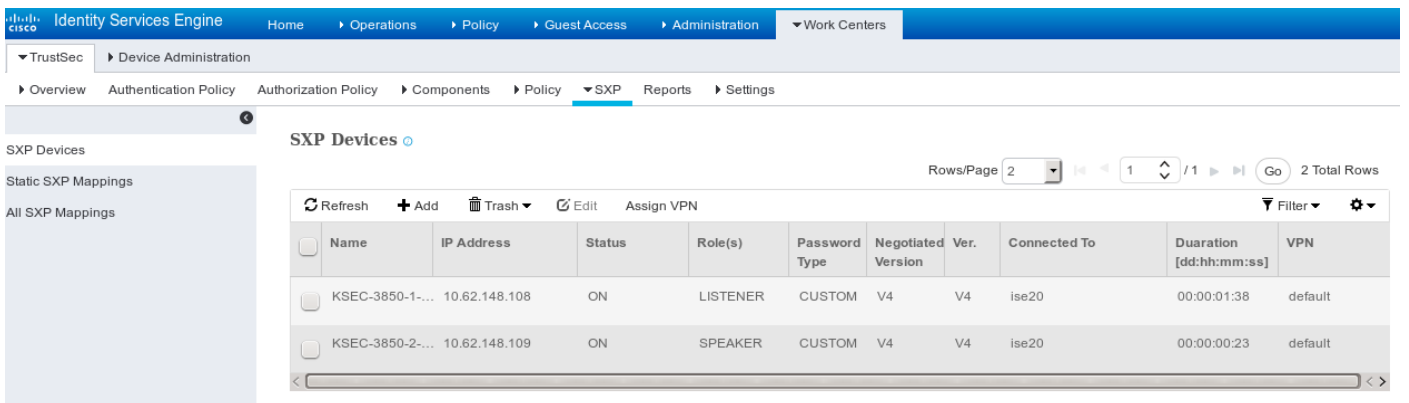 cisco Identity Services Engine Home Operations Policy Guest Access Administration Work Centers
TrustSec Device Administration
Overview Authentication Policy Authorization Policy Components Policy SXP Reports Settings
SXP Devices
Static SXP Mappings
All SXP Mappings
SXP Devices
Rows/Page 2 1 / 1 Go 2 Total Rows
Refresh Add Trash Edit Assign VPN Filter
Name IP Address Status Role(s) Password Type Negotiated Version Ver. Connected To Duaration [dd:hh:mm:ss] VPN
KSEC-3850-1-... 10.62.148.108 ON LISTENER CUSTOM V4 V4 ise20 00:00:01:38 default
KSEC-3850-2-... 10.62.148.109 ON SPEAKER CUSTOM V4 V4 ise20 00:00:00:23 default